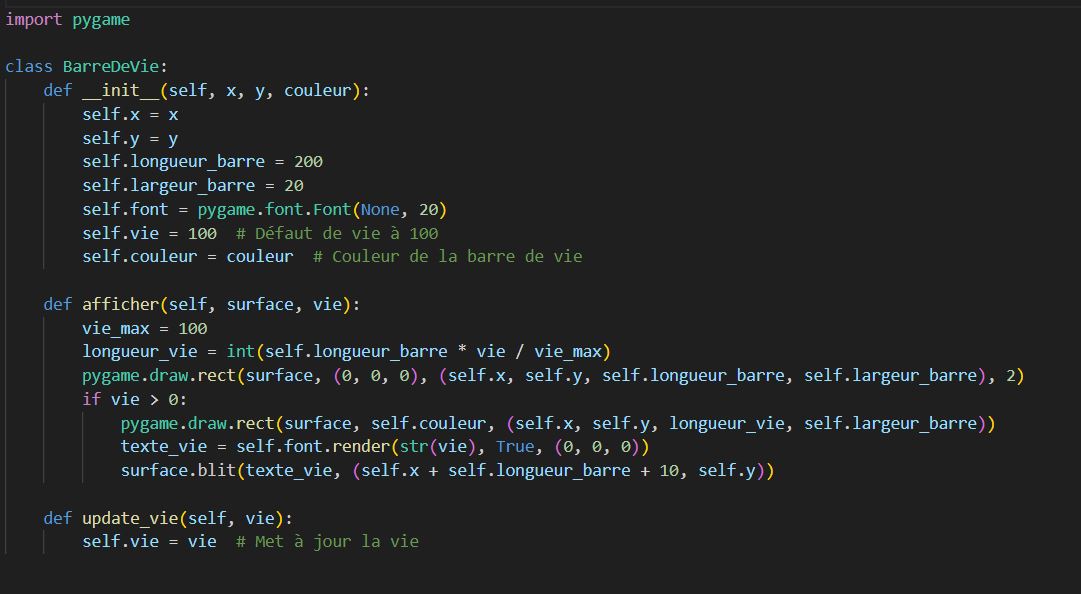 import pygame

class BarreDeVie:
    def __init__(self, x, y, couleur):
        self.x = x
        self.y = y
        self.longueur_barre = 200
        self.largeur_barre = 20
        self.font = pygame.font.Font(None, 20)
        self.vie = 100  # Défaut de vie à 100
        self.couleur = couleur  # Couleur de la barre de vie

    def afficher(self, surface, vie):
        vie_max = 100
        longueur_vie = int(self.longueur_barre * vie / vie_max)
        pygame.draw.rect(surface, (0, 0, 0), (self.x, self.y, self.longueur_barre, self.largeur_barre), 2)
        if vie > 0:
            pygame.draw.rect(surface, self.couleur, (self.x, self.y, longueur_vie, self.largeur_barre))
            texte_vie = self.font.render(str(vie), True, (0, 0, 0))
            surface.blit(texte_vie, (self.x + self.longueur_barre + 10, self.y))

    def update_vie(self, vie):
        self.vie = vie  # Met à jour la vie